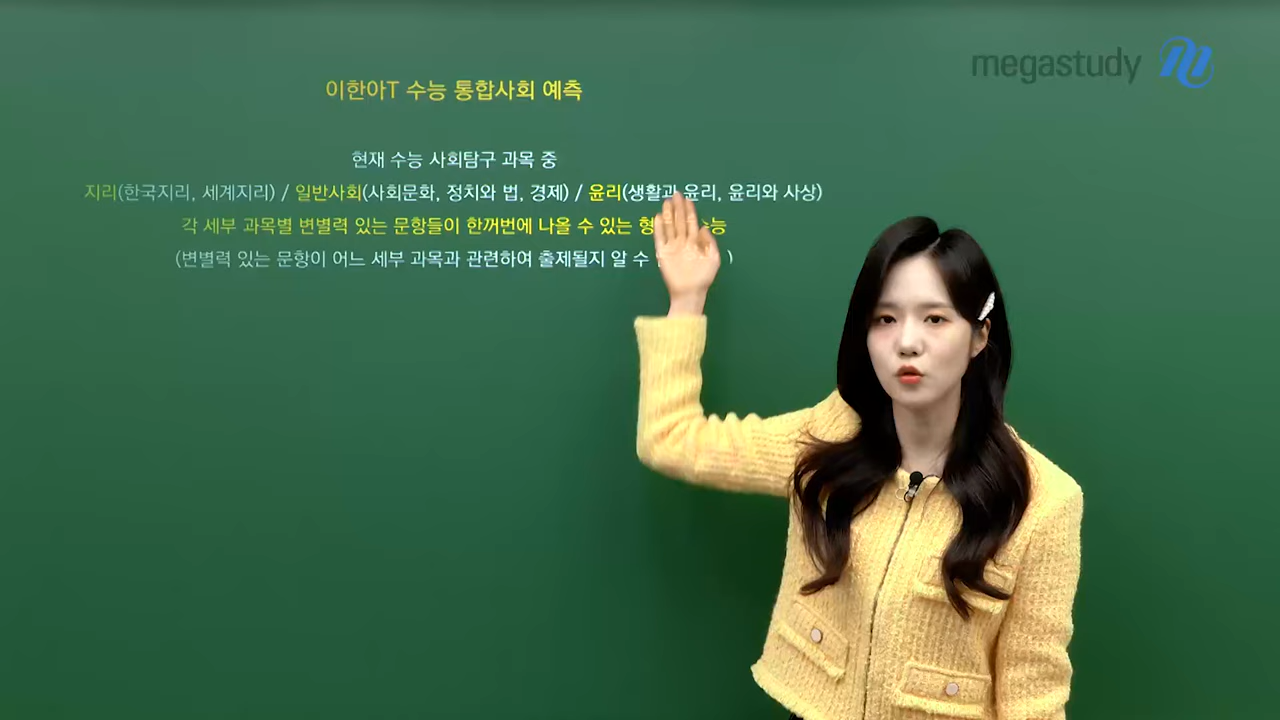 megastudy
이한아T 수능 통합사회 예측
현재 수능 사회탐구 과목 중
지리(한국지리, 세계지리) / 일반사회(사회문화, 정치와 법, 경제) / 윤리(생활과 윤리, 윤리와 사상)
각 세부 과목별 변별력 있는 문항들이 한꺼번에 나올 수 있는 수능
(변별력 있는 문항이 어느 세부 과목과 관련하여 출제될지 알 수 )